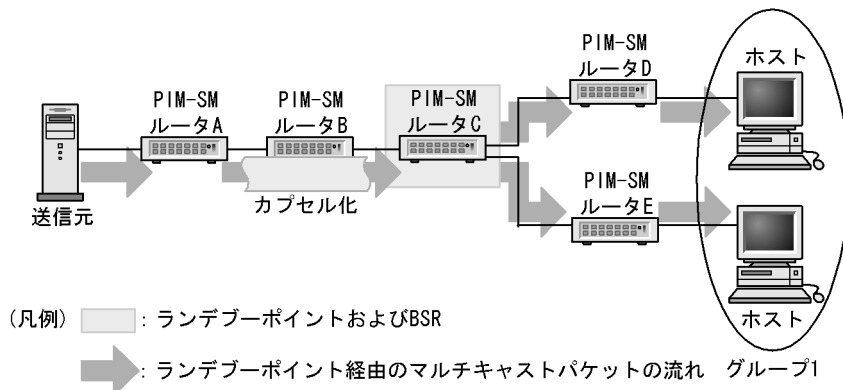 PIM-SM
ルータD
ホスト
PIM-SM
ルータA
PIM-SM
ルータB
PIM-SM
ルータC
送信元
カプセル化
PIM-SM
ルータE
ホスト
(凡例)
: ランデブーポイントおよびBSR
: ランデブーポイント経由のマルチキャストパケットの流れ
グループ1